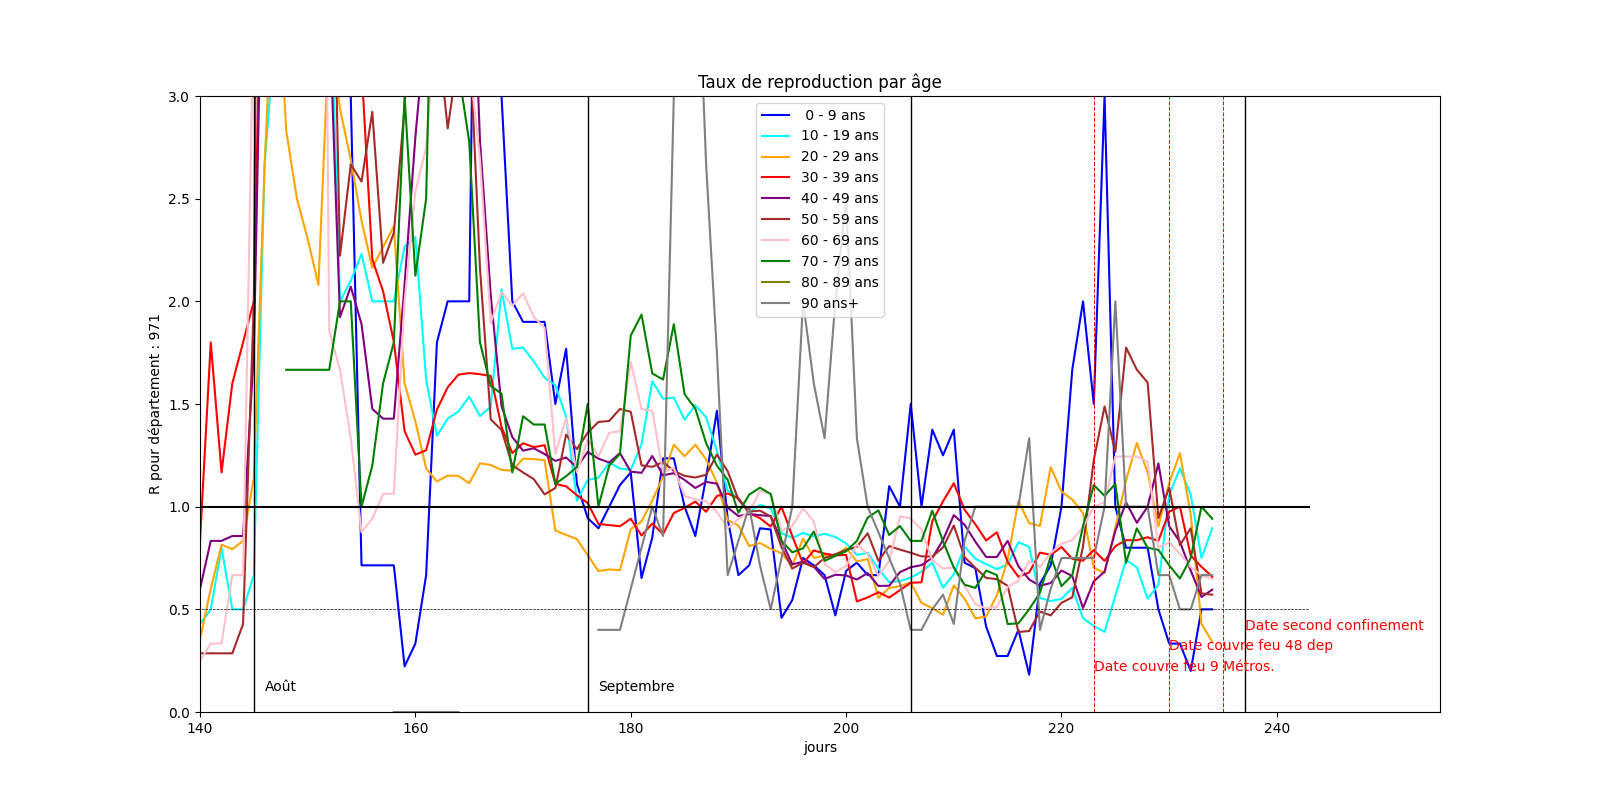 Taux de reproduction par âge
3.0
2.5
2.0
1.5
1.0
0.5
0.0
R pour département : 971
0 - 9 ans
10 - 19 ans
20 - 29 ans
30 - 39 ans
40 - 49 ans
50 - 59 ans
60 - 69 ans
70 - 79 ans
80 - 89 ans
90 ans+
Date second confinement
Date couvre feu 48 dep
Date couvre feu 9 Métros.
Août
Septembre
140
160
180
200
220
240
jours